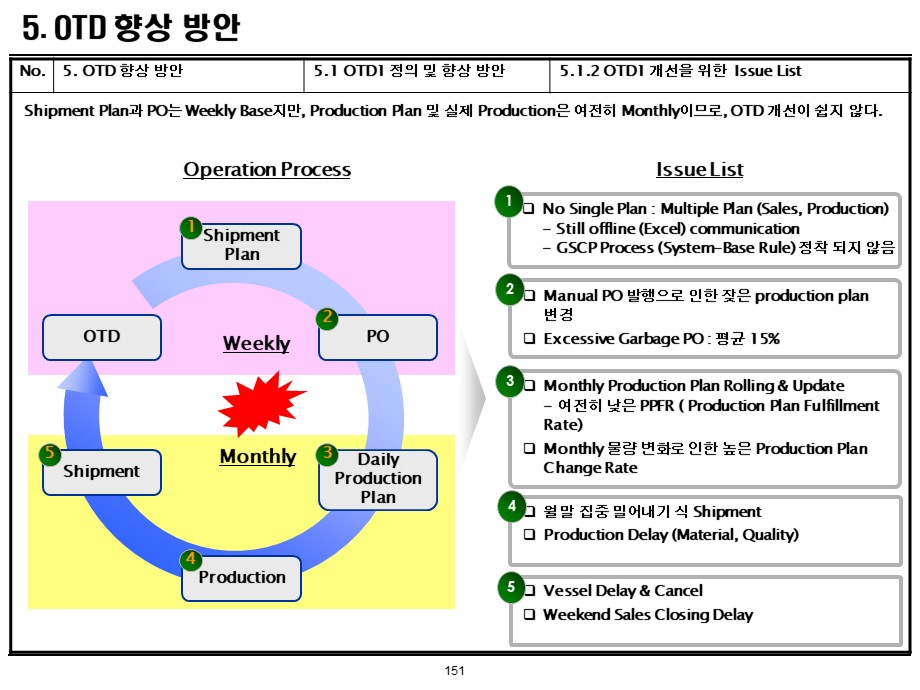 5. OTD 향상 방안
No. 5. OTD 향상 방안 5.1 OTD1 정의 및 향상 방안 5.1.2 OTD1 개선을 위한 Issue List
Shipment Plan과 PO는 Weekly Base지만, Production Plan 및 실제 Production은 여전히 Monthly이므로, OTD 개선이 쉽지 않다.
Operation Process
1
Shipment
Plan
OTD
Weekly
2
PO
Monthly
5
Shipment
3
Daily
Production
Plan
4
Production
Issue List
1
❑ No Single Plan : Multiple Plan (Sales, Production)
– Still offline (Excel) communication
– GSCP Process (System-Base Rule) 정착 되지 않음
2
❑ Manual PO 발행으로 인한 잦은 production plan
변경
❑ Excessive Garbage PO : 평균 15%
3
❑ Monthly Production Plan Rolling & Update
– 여전히 낮은 PPFR ( Production Plan Fulfillment
Rate)
❑ Monthly 물량 변화로 인한 높은 Production Plan
Change Rate
4
❑ 월말 집중 밀어내기 식 Shipment
❑ Production Delay (Material, Quality)
5
❑ Vessel Delay & Cancel
❑ Weekend Sales Closing Delay
151